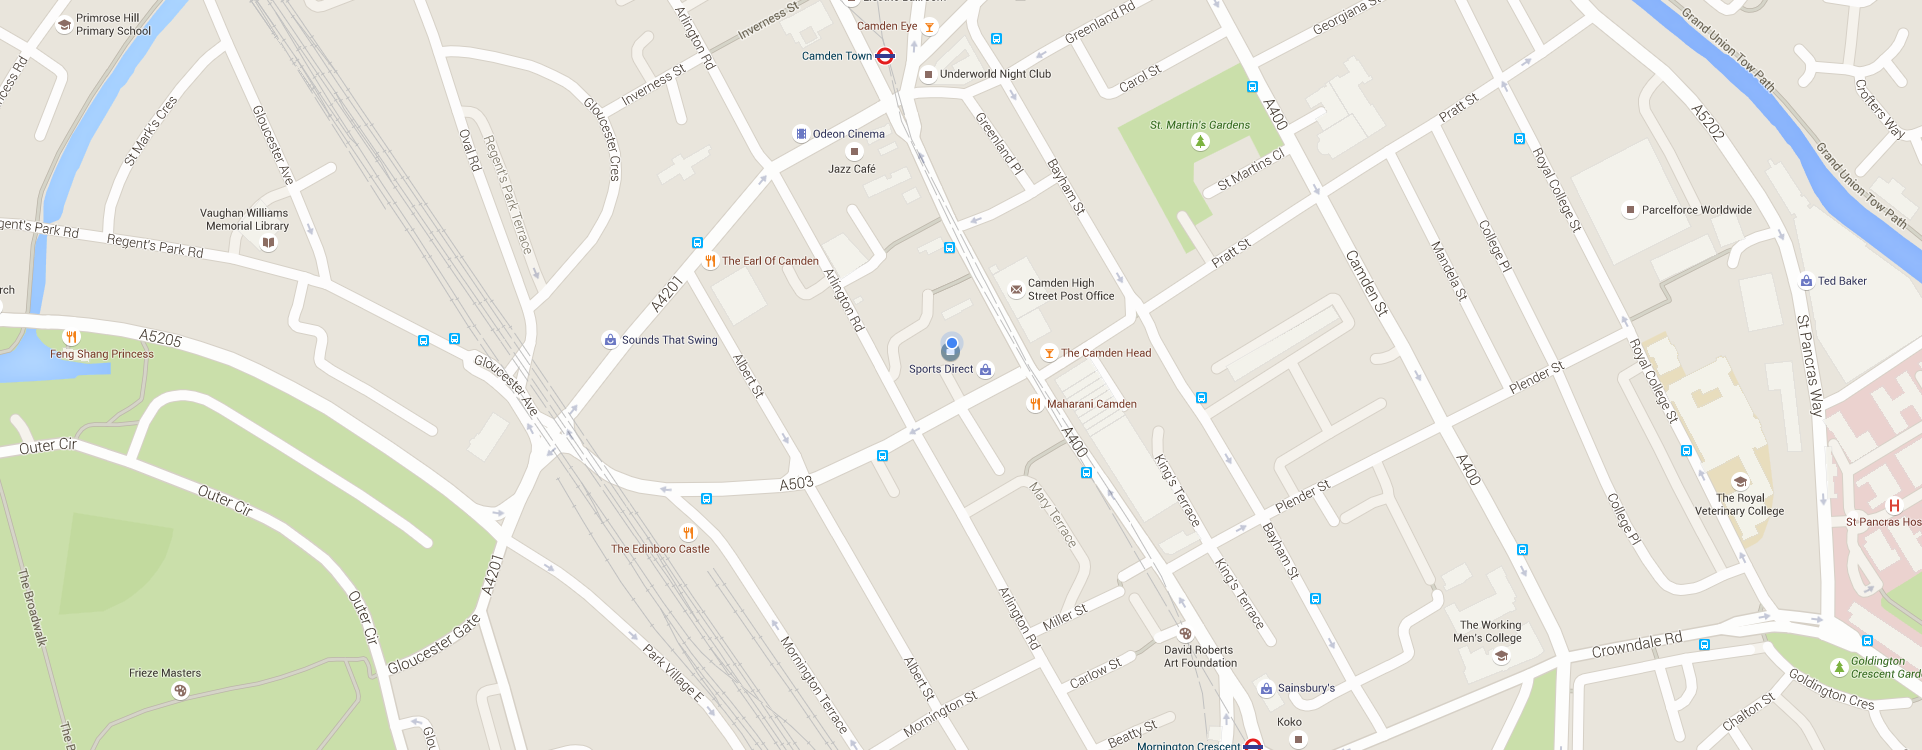 Electric Ballroom
Primrose Hill
Primary School
Inverness St
Arlington Rd
Camden Eye
Greenland Rd
Georgiana St
Grand Union Tow Path
Camden Town
Underworld Night Club
Carol St
Inverness St
Gloucester Cres
St Mark's Cres
Gloucester Ave
Oval Rd
Regent's Park Terrace
Odeon Cinema
Jazz Café
Greenland Pl
Bayham St
St. Martin's Gardens
A400
St Martins Cl
Pratt St
A5202
Crofters Way
Grand Union Tow Path
Royal College St
Parcelforce Worldwide
Vaughan Williams
Memorial Library
Regent's Park Rd
The Earl Of Camden
A4201
Arlington Rd
Camden High
Street Post Office
Pratt St
Camden St
Mandela St
College Pl
Ted Baker
A5205
Feng Shang Princess
Sounds That Swing
Gloucester Ave
Albert St
Sports Direct
The Camden Head
Maharani Camden
Plender St
Royal College St
St Pancras Way
Outer Cir
Outer Cir
A503
A400
King's Terrace
Mary Terrace
Plender St
A400
College Pl
The Royal
Veterinary College
St Pancras Hos
The Edinboro Castle
A4201
Bayham St
King's Terrace
The Broadwalk
Outer Cir
Gloucester Gate
Arlington Rd
Miller St
David Roberts
Art Foundation
The Working
Men's College
Crowndale Rd
Goldington
Crescent Gard
Frieze Masters
Park Village E
Mornington Terrace
Albert St
Mornington St
Carlow St
Sainsbury's
Goldington Cres
Chalton St
Koko
Beatty St
Mornington Crescent